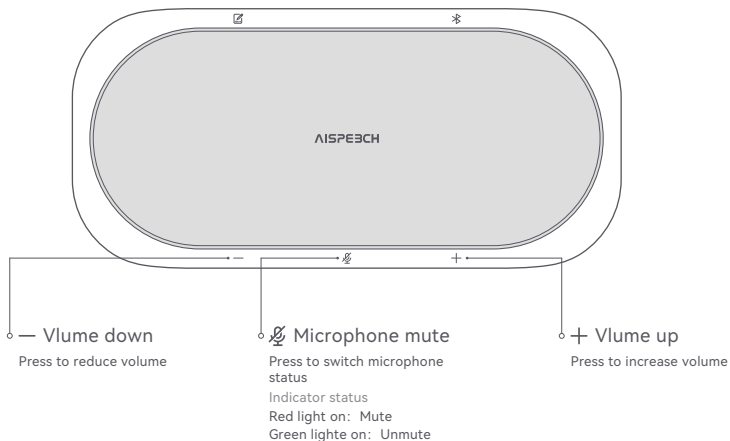 AISPEECH
— Vlume down
Press to reduce volume
Microphone mute
Press to switch microphone
status
Indicator status
Red light on: Mute
Green lighte on: Unmute
+ Vlume up
Press to increase volume